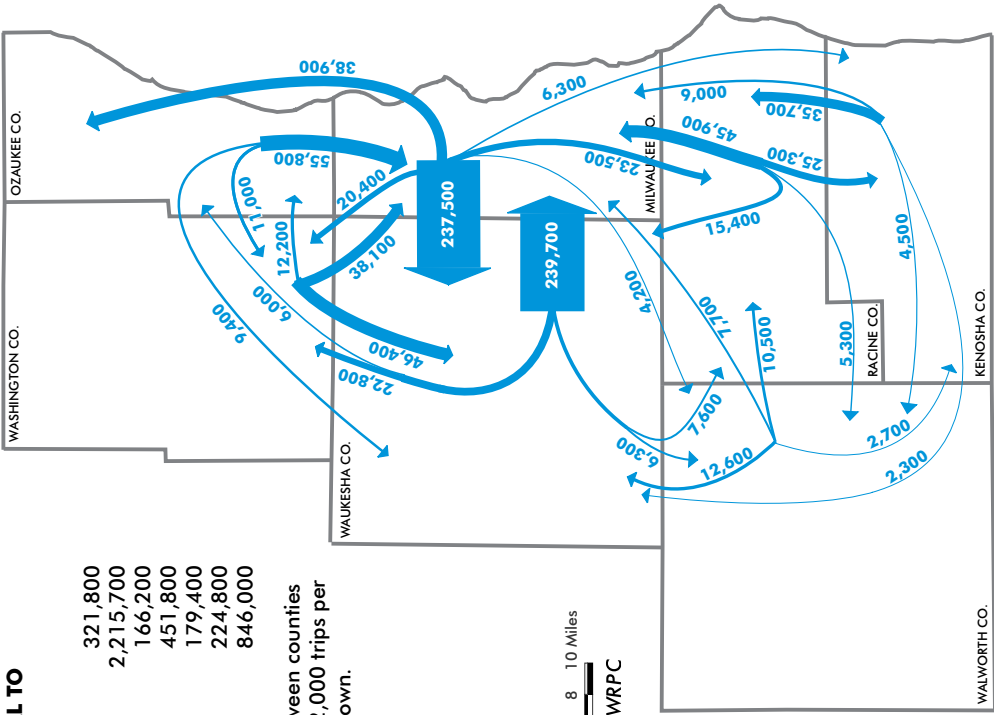 L TO
321,800
2,215,700
166,200
451,800
179,400
224,800
846,000
veen counties
2,000 trips per
own.
8 10 Miles
WRPC
WASHINGTON CO.
OZAUKEE CO.
WAUKESHA CO.
MILWAUKEE CO.
RACINE CO.
KENOSHA CO.
WALWORTH CO.
38,900
55,800
11,000
12,200
20,400
38,100
6,000
9,400
46,400
22,800
237,500
239,700
6,300
9,000
35,700
45,900
25,300
23,500
15,400
4,200
4,500
7,700
10,500
5,300
7,600
6,300
12,600
2,700
2,300